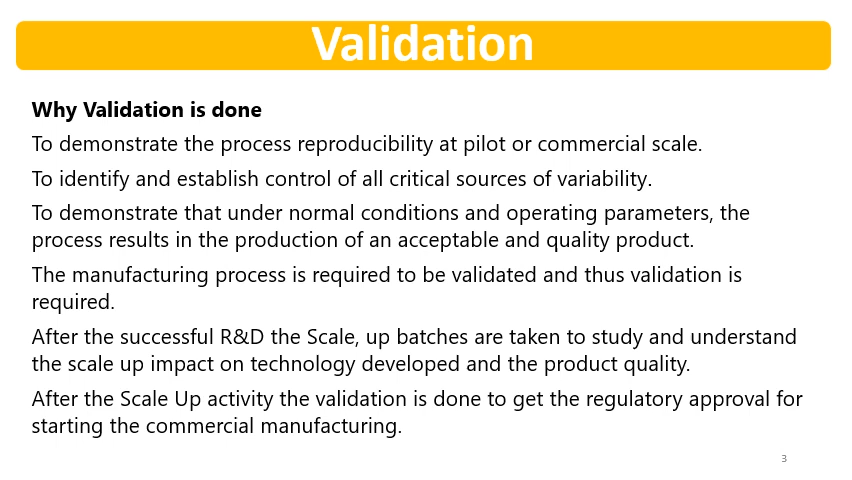 Validation
Why Validation is done
To demonstrate the process reproducibility at pilot or commercial scale.
To identify and establish control of all critical sources of variability.
To demonstrate that under normal conditions and operating parameters, the
process results in the production of an acceptable and quality product.
The manufacturing process is required to be validated and thus validation is
required.
After the successful R&D the Scale, up batches are taken to study and understand
the scale up impact on technology developed and the product quality.
After the Scale Up activity the validation is done to get the regulatory approval for
starting the commercial manufacturing.
3